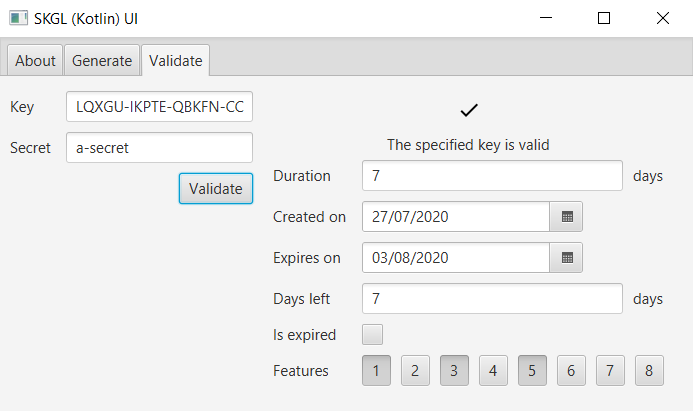 SKGL (Kotlin) UI
About Generate Validate
Key LQXGU-IKPTE-QBKFN-CC
Secret a-secret
Validate
The specified key is valid
Duration 7 days
Created on 27/07/2020
Expires on 03/08/2020
Days left 7 days
Is expired
Features 1 2 3 4 5 6 7 8